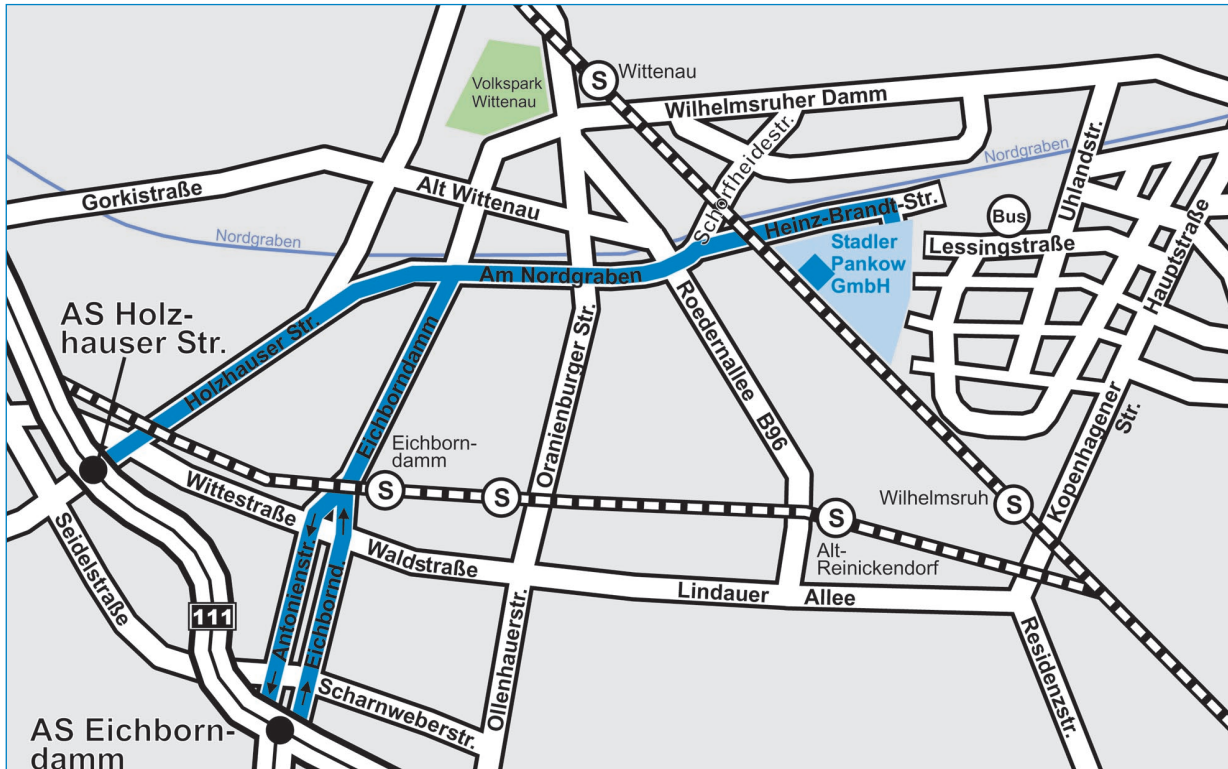 S
Wittenau
Volkspark
Wittenau
Wilhelmsruher Damm
Schorfheidestr.
Nordgraben
Uhlandstr.
Gorkistraße
Alt Wittenau
Heinz-Brandt-Str.
Bus
Hauptstraße
Nordgraben
Lessingstraße
Stadler
Pankow
GmbH
Am Nordgraben
AS Holz-
hauser Str.
Holzhauser Str.
Eichborndamm
Oranienburger Str.
Roedernallee
B96
Kopenhagener
Str.
Eichborn-
damm
S
S
Wilhelmsruh
S
S
Alt-
Reinickendorf
Wittestraße
Seidelstraße
Waldstraße
Lindauer
Allee
111
Antonienstr.
Eichbornd.
Ollenhauerstr.
Residenzstr.
Scharnweberstr.
AS Eichborn-
damm